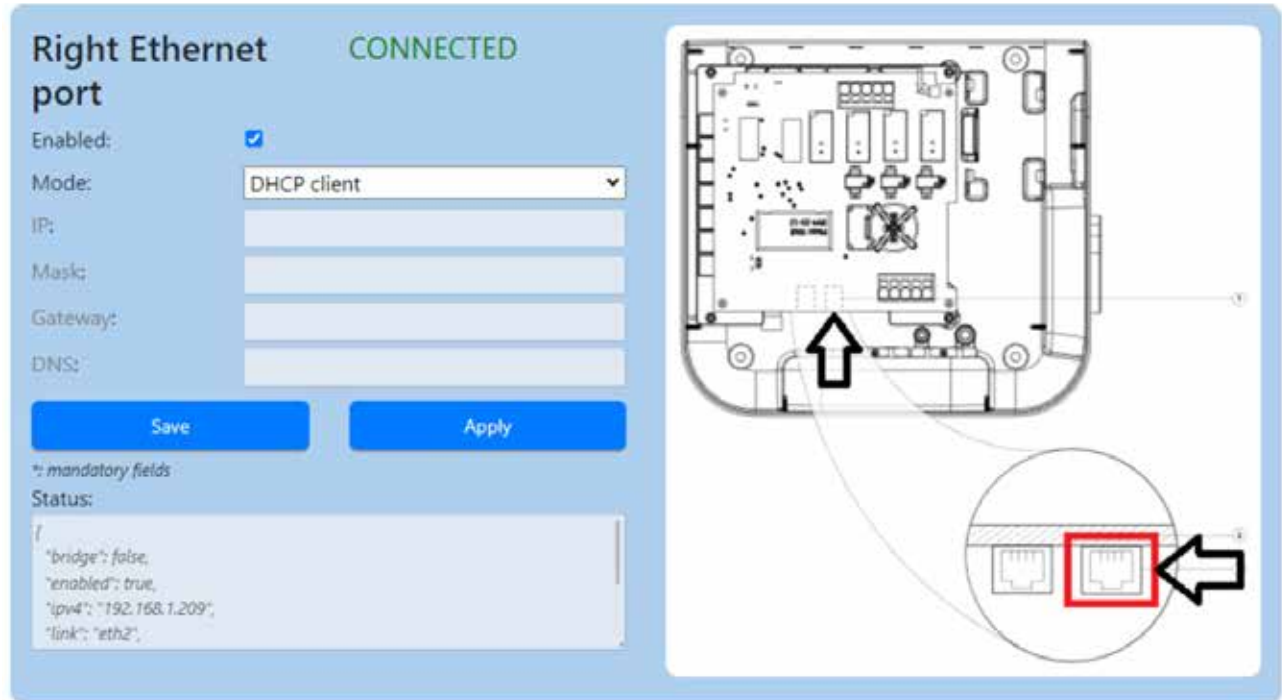 Right Ethernet
port
CONNECTED
Enabled:
Mode:
DHCP client
IP:
Mask:
Gateway:
DNS:
Save
Apply
*: mandatory fields
Status:
{
"bridge": false,
"enabled": true,
"ipv4": "192.168.1.209",
"link": "eth2",